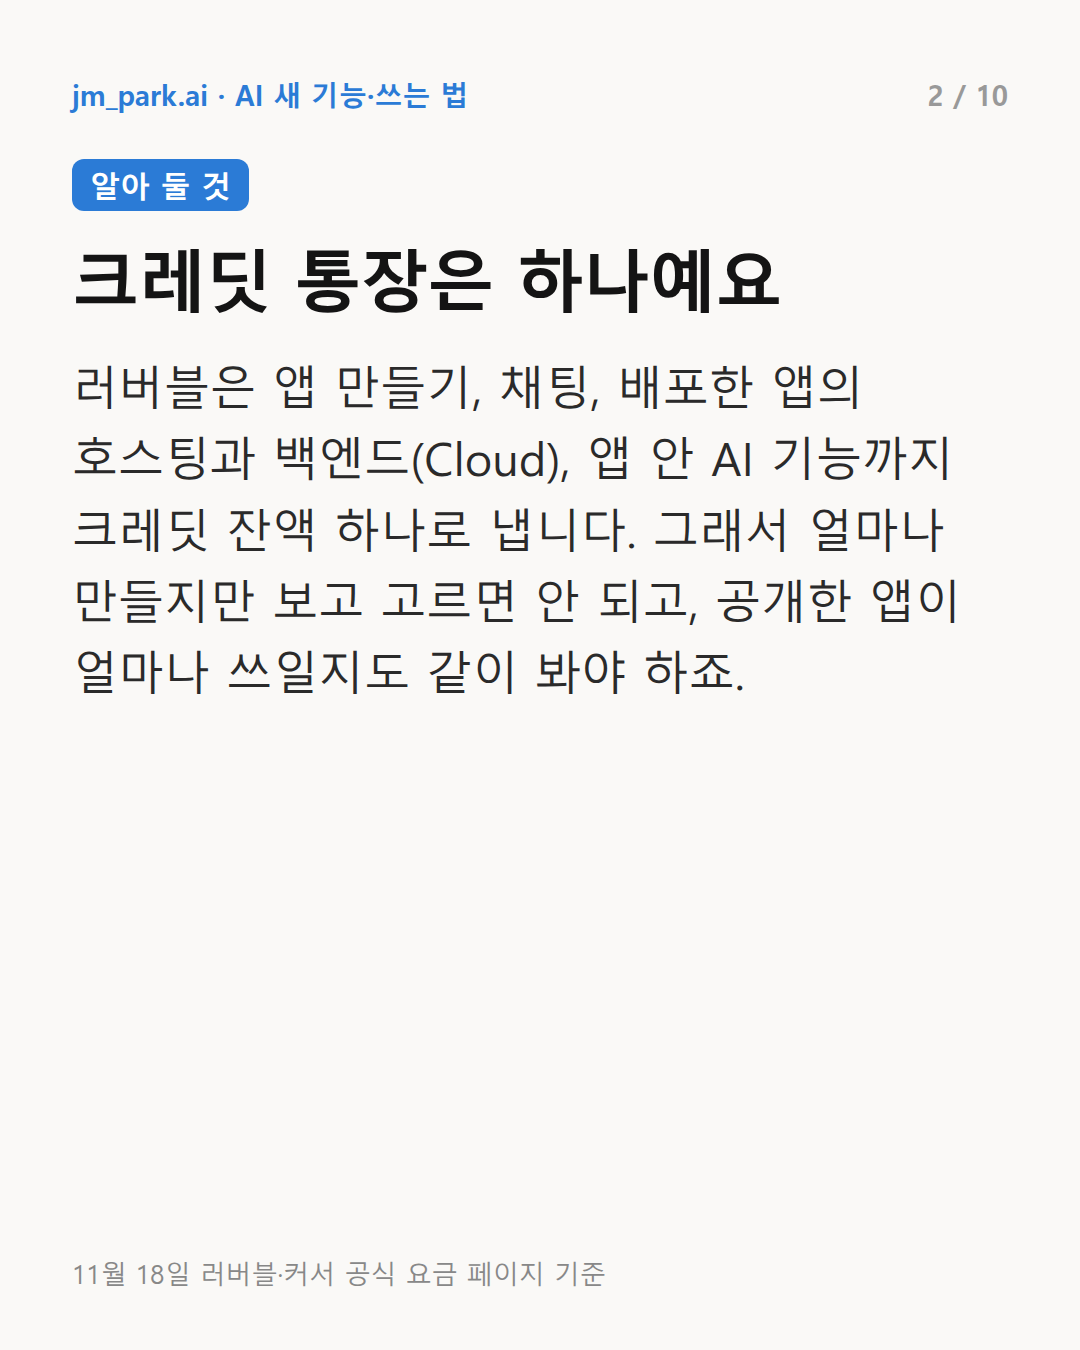 jm_park.ai · AI 새 기능·쓰는 법
2 / 10
알아 둘 것
크레딧 통장은 하나예요
러버블은 앱 만들기, 채팅, 배포한 앱의
호스팅과 백엔드(Cloud), 앱 안 AI 기능까지
크레딧 잔액 하나로 냅니다. 그래서 얼마나
만들지만 보고 고르면 안 되고, 공개한 앱이
얼마나 쓰일지도 같이 봐야 하죠.
11월 18일 러버블·커서 공식 요금 페이지 기준